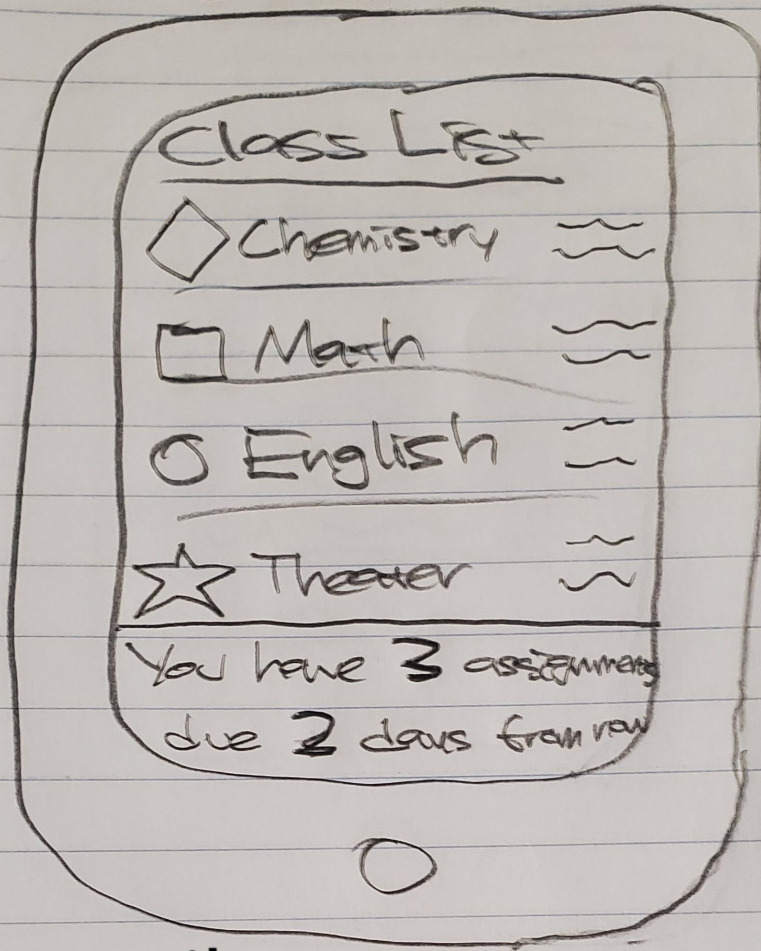 Class List
Chemistry
Math
English
Theater
You have 3 assignments
due 2 days from now